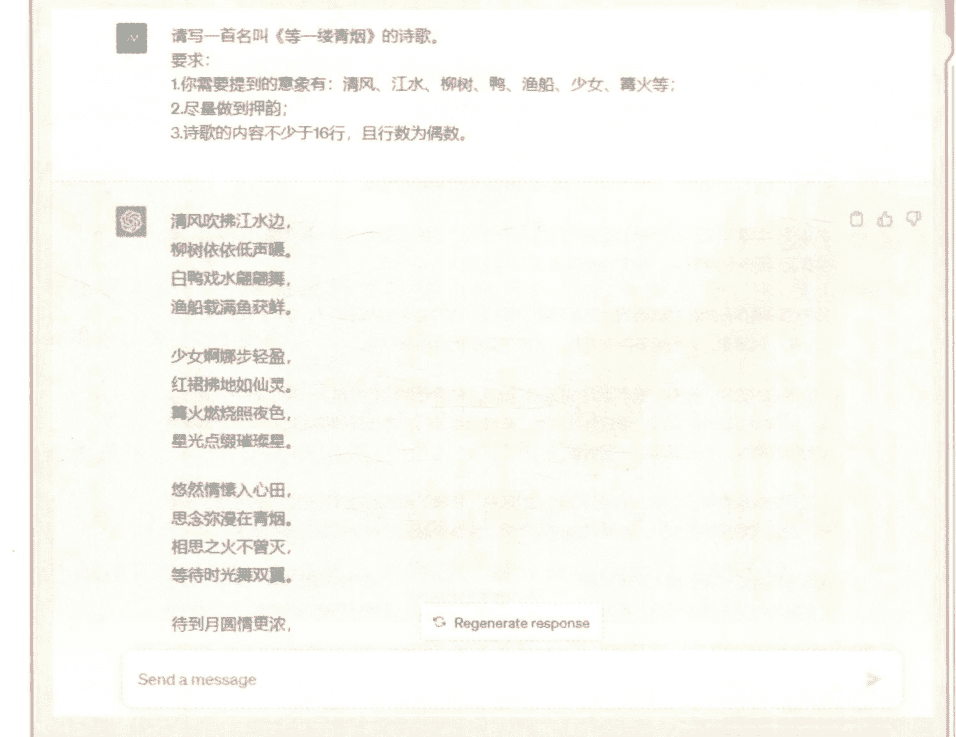 请写一首名叫《等一缕青烟》的诗歌。
要求：
1.你需要提到的意象有：清风、江水、柳树、鸭、渔船、少女、篝火等；
2.尽量做到押韵；
3.诗歌的内容不少于16行，且行数为偶数。
清风吹拂江水边，
柳树依依低声喃。
白鸭戏水翩翩舞，
渔船载满鱼获鲜。
少女婀娜步轻盈，
红裙拂地如仙灵。
篝火燃烧照夜色，
星光点缀璀璨星。
悠然情愫入心田，
思念弥漫在青烟。
相思之火不曾灭，
等待时光舞双翼。
待到月圆情更浓，
Regenerate response
Send a message